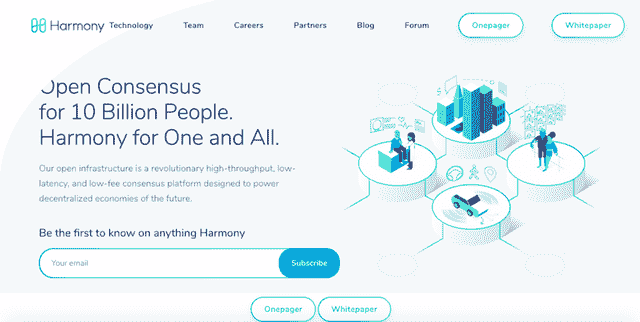 Harmony Technology Team Careers Partners Blog Forum Onepager Whitepaper
Open Consensus
for 10 Billion People.
Harmony for One and All.
Our open infrastructure is a revolutionary high-throughput, low-
latency, and low-fee consensus platform designed to power
decentralized economies of the future.
Be the first to know on anything Harmony
Your email Subscribe
Onepager Whitepaper